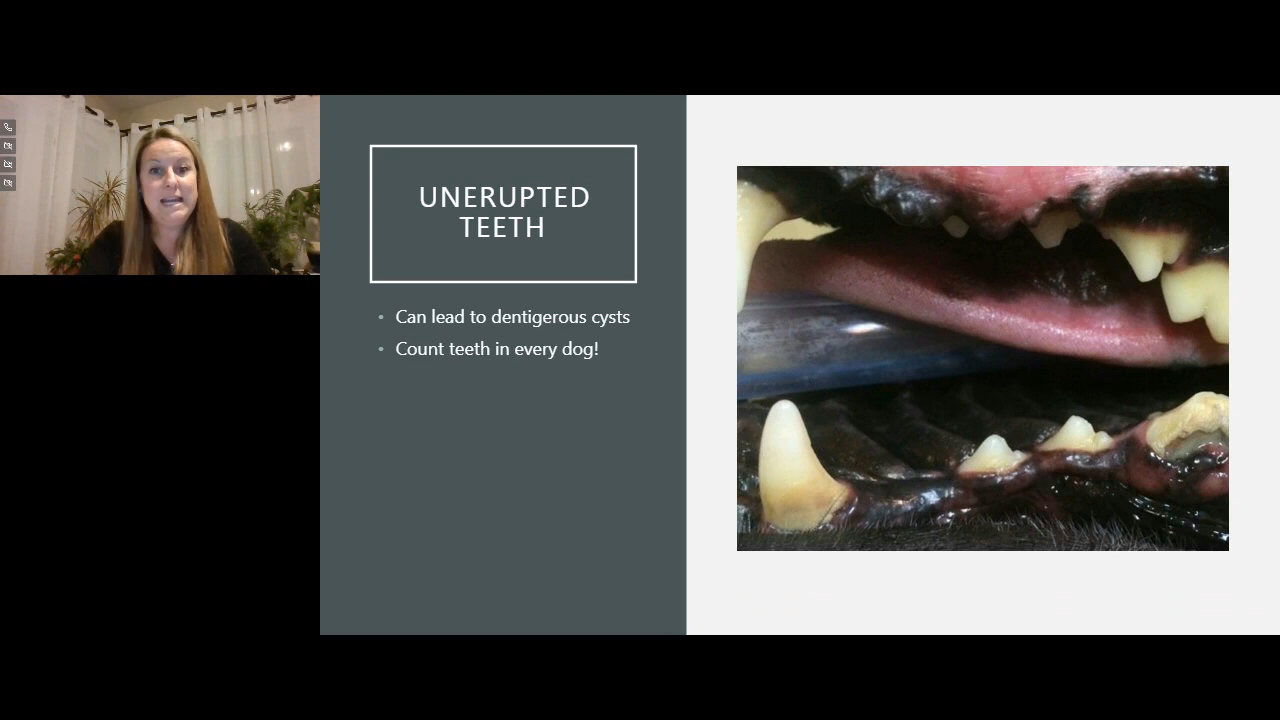 UNERUPTED
TEETH
• Can lead to dentigerous cysts
• Count teeth in every dog!